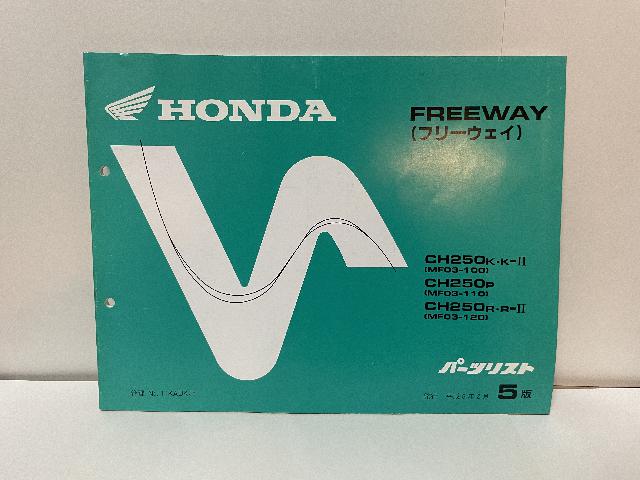 HONDA
FREEWAY
(フリーウェイ)
CH250K・K-II
(MF03-100)
CH250P
(MF03-110)
CH250R・R-II
(MF03-120)
パーツリスト
5版